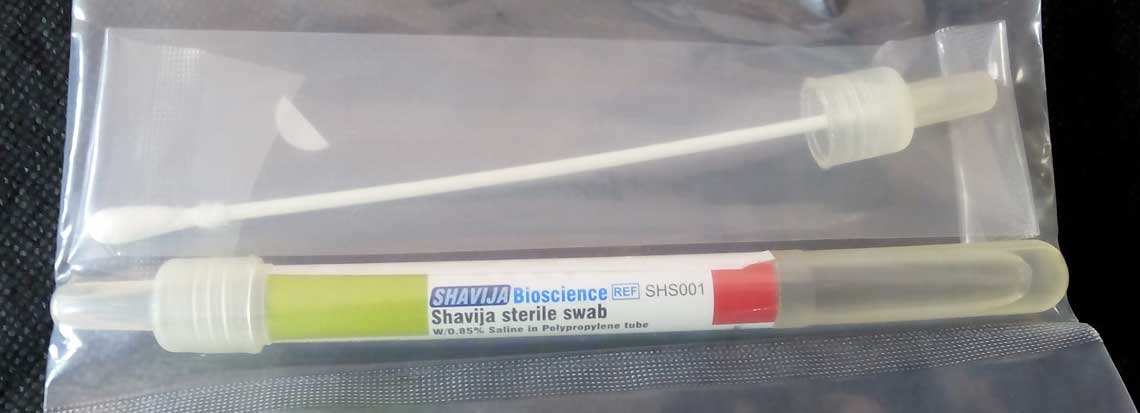 SHAVIJA Bioscience REF SHS001
Shavija sterile swab
W/0.85% Saline in Polypropylene tube